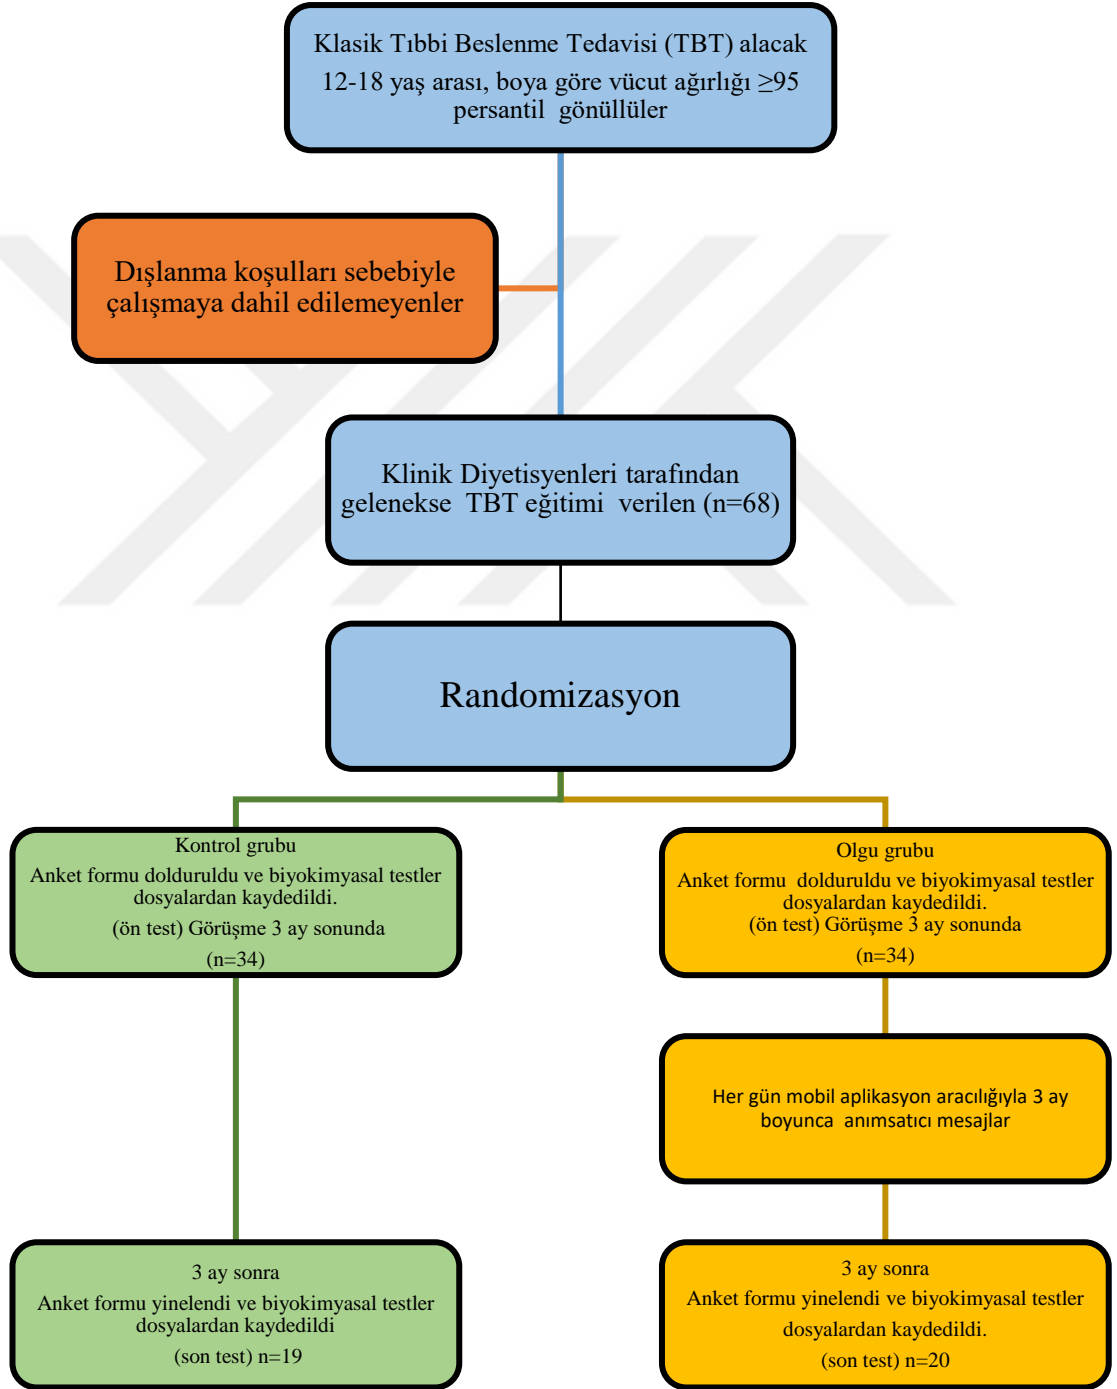 Klasik Tıbbi Beslenme Tedavisi (TBT) alacak
12-18 yaş arası, boya göre vücut ağırlığı ≥95
persantil gönüllüler
Dışlanma koşulları sebebiyle
çalışmaya dahil edilemeyenler
Klinik Diyetisyenleri tarafından
gelenekse TBT eğitimi verilen (n=68)
Randomizasyon
Kontrol grubu
Anket formu dolduruldu ve biyokimyasal testler
dosyalardan kaydedildi.
(ön test) Görüşme 3 ay sonunda
(n=34)
Olgu grubu
Anket formu dolduruldu ve biyokimyasal testler
dosyalardan kaydedildi.
(ön test) Görüşme 3 ay sonunda
(n=34)
Her gün mobil aplikasyon aracılığıyla 3 ay
boyunca anımsatıcı mesajlar
3 ay sonra
Anket formu yinelendi ve biyokimyasal testler
dosyalardan kaydedildi
(son test) n=19
3 ay sonra
Anket formu yinelendi ve biyokimyasal testler
dosyalardan kaydedildi.
(son test) n=20